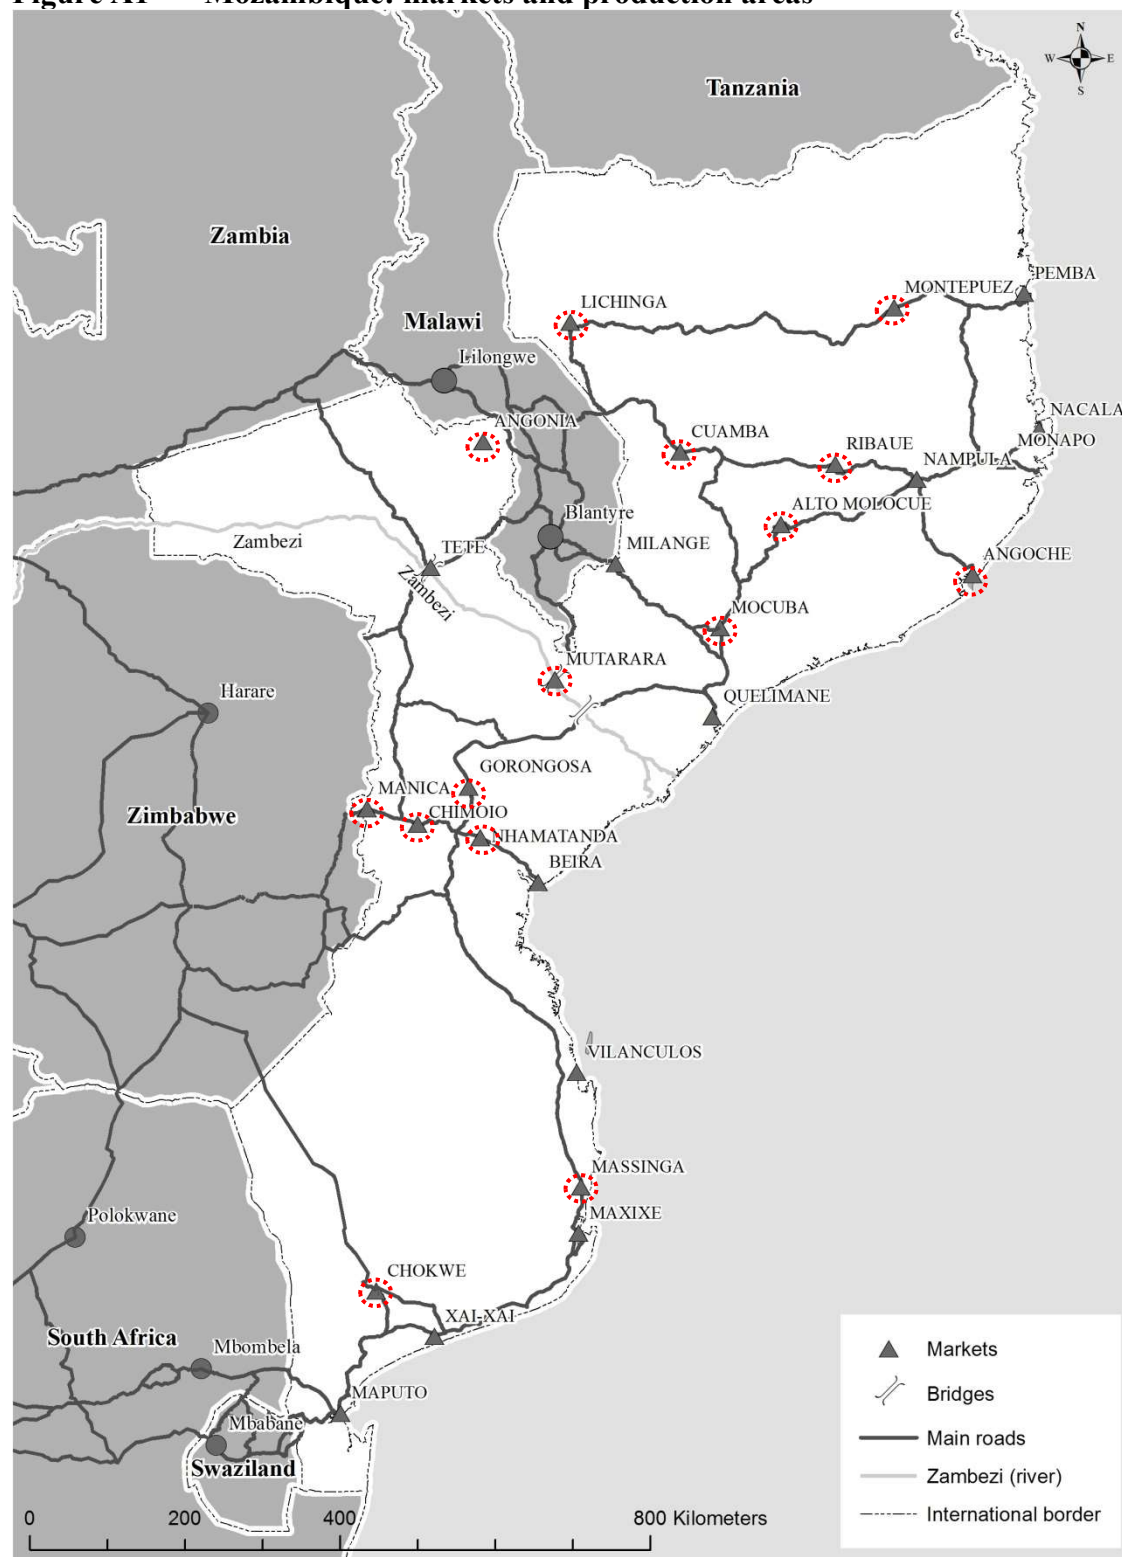 Figure A1 Mozambique: markets and production areas
N
W E
S
Tanzania
Zambia
PEMBA
MONTEPUEZ
LICHINGA
Malawi
Lilongwe
NACALA
ANGONIA
CUAMBA
RIBAUE
MONAPO
NAMPULA
ALTO MOLOCUE
Blantyre
Zambezi
TETE
MILANGE
ANGOCHE
Zambezi
MOCUBA
MUTARARA
Harare
QUELIMANE
GORONGOSA
MANICA
Zimbabwe
CHIMOIO
NHAMATANDA
BEIRA
VILANCULOS
MASSINGA
Polokwane
MAXIXE
CHOKWE
XAI-XAI
South Africa
Mbombela
MAPUTO
Mbabane
Swaziland
Markets
Bridges
Main roads
Zambezi (river)
International border
0 200 400 800 Kilometers